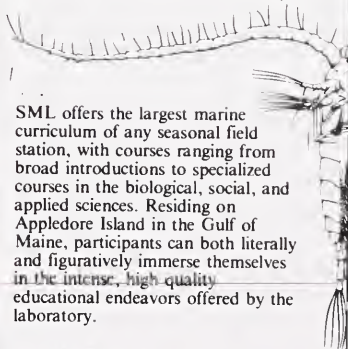 SML offers the largest marine
curriculum of any seasonal field
station, with courses ranging from
broad introductions to specialized
courses in the biological, social, and
applied sciences. Residing on
Appledore Island in the Gulf of
Maine, participants can both literally
and figuratively immerse themselves
in the intense, high quality
educational endeavors offered by the
laboratory.